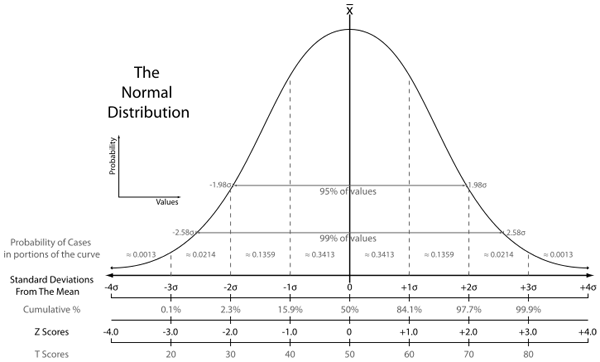 x̄
The
Normal
Distribution
Probability
Values
-1.98σ 95% of values 1.98σ
-2.58σ 99% of values 2.58σ
Probability of Cases
in portions of the curve
≈ 0.0013 ≈ 0.0214 ≈ 0.1359 ≈ 0.3413 ≈ 0.3413 ≈ 0.1359 ≈ 0.0214 ≈ 0.0013
Standard Deviations
From The Mean
-4σ -3σ -2σ -1σ 0 +1σ +2σ +3σ +4σ
Cumulative % 0.1% 2.3% 15.9% 50% 84.1% 97.7% 99.9%
Z Scores -4.0 -3.0 -2.0 -1.0 0 +1.0 +2.0 +3.0 +4.0
T Scores 20 30 40 50 60 70 80